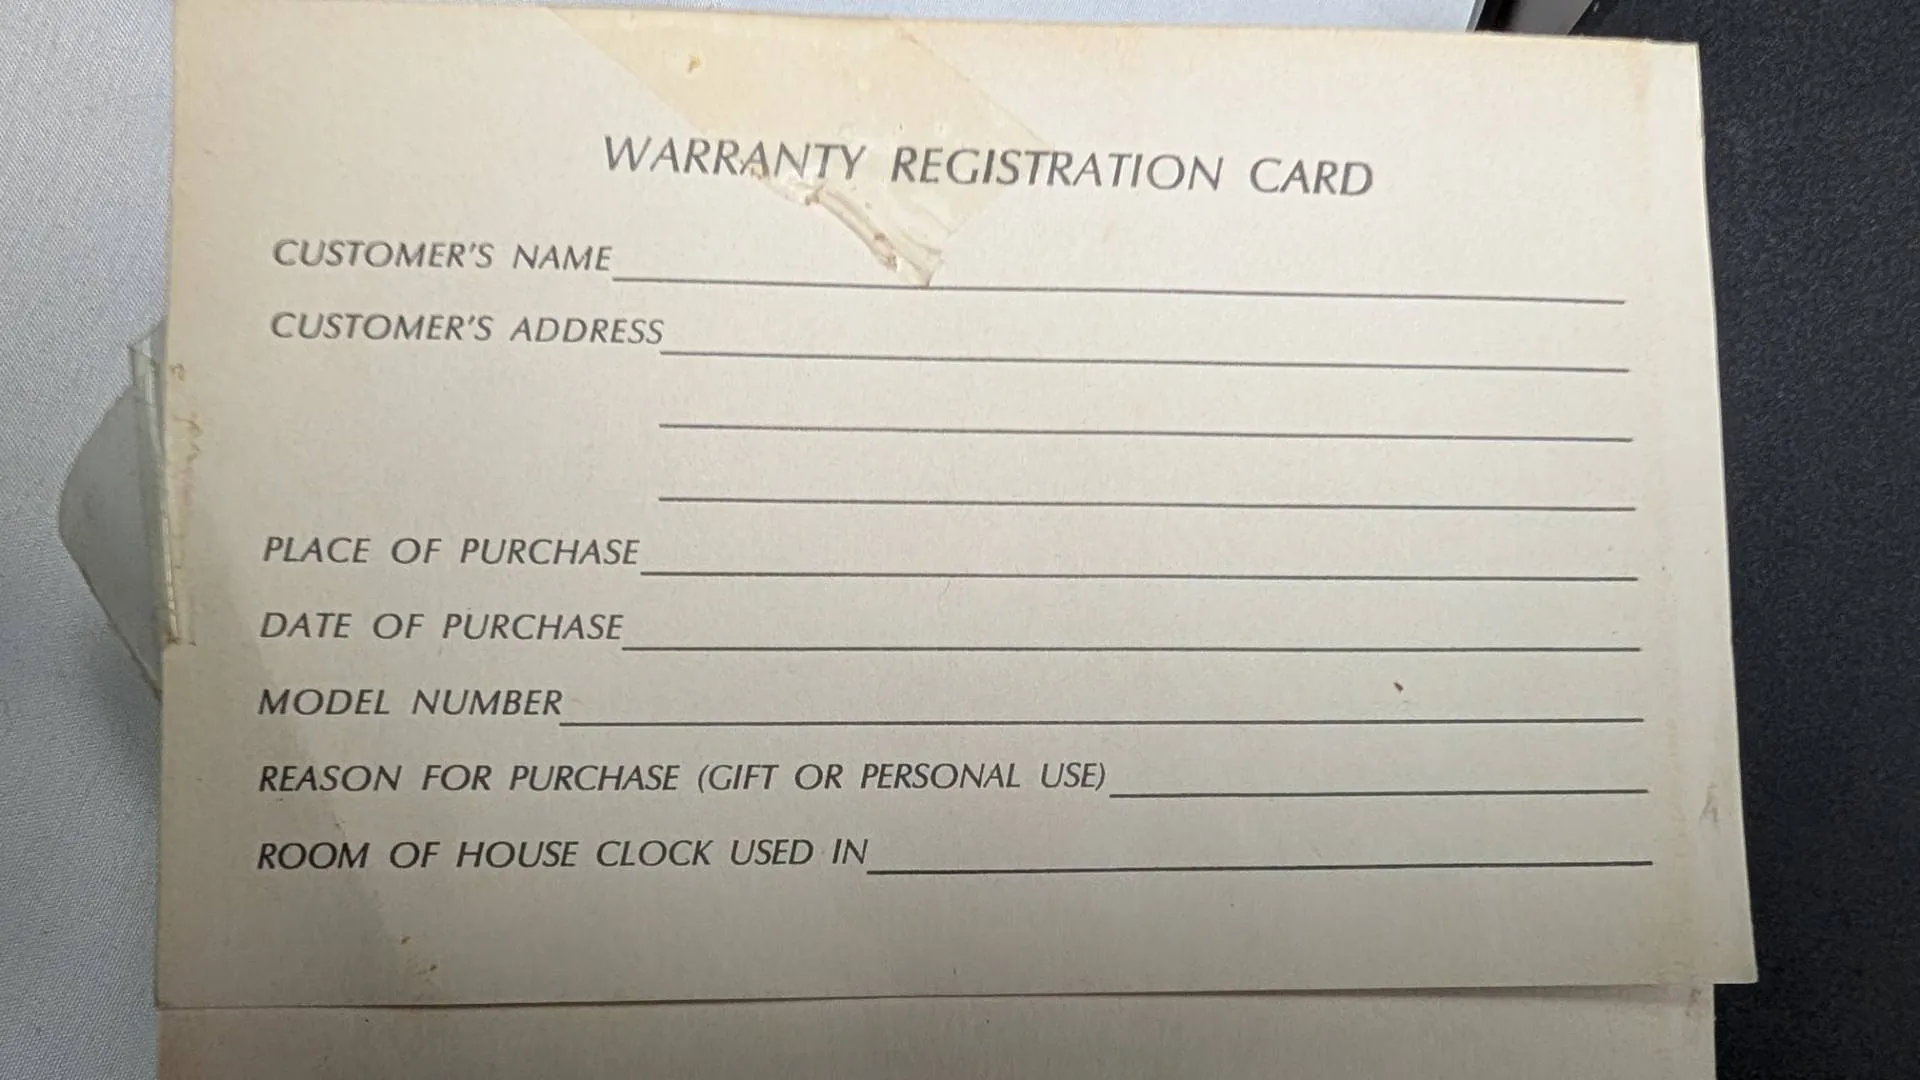 WARRANTY REGISTRATION CARD
CUSTOMER'S NAME
CUSTOMER'S ADDRESS
PLACE OF PURCHASE
DATE OF PURCHASE
MODEL NUMBER
REASON FOR PURCHASE (GIFT OR PERSONAL USE)
ROOM OF HOUSE CLOCK USED IN